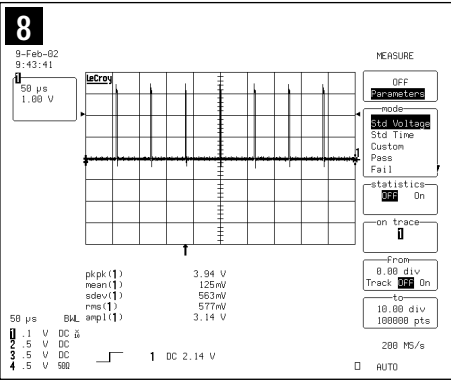 8
9-Feb-02
9:43:41
1
50 µs
1.00 V
LeCroy
1
pkpk(1) 3.94 V
mean(1) 125mV
sdev(1) 563mV
rms(1) 577mV
ampl(1) 3.14 V
50 µs BWL
1 .1 V DC
2 .5 V DC
3 .5 V DC
4 .5 V 50Ω
1 DC 2.14 V
MEASURE
OFF
Parameters
mode
Std Voltage
Std Time
Custom
Pass
Fail
statistics
OFF On
on trace
1
From
0.00 div
Track OFF On
to
10.00 div
100000 pts
200 MS/s
AUTO